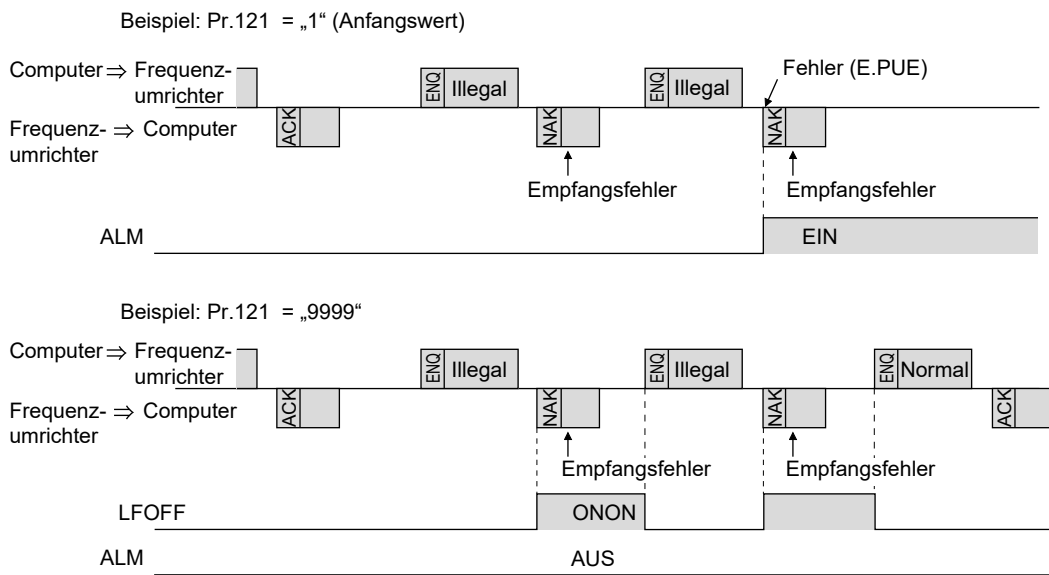 Beispiel: Pr.121 = „1“ (Anfangswert)
Computer ⇒ Frequenz-
umrichter
ENQ Illegal
ENQ Illegal
Fehler (E.PUE)
Frequenz- ⇒ Computer
umrichter
ACK
NAK
NAK
Empfangsfehler
Empfangsfehler
ALM
EIN
Beispiel: Pr.121 = „9999“
Computer ⇒ Frequenz-
umrichter
ENQ Illegal
ENQ Illegal
ENQ Normal
Frequenz- ⇒ Computer
umrichter
ACK
NAK
NAK
ACK
Empfangsfehler
Empfangsfehler
LFOFF
ONON
ALM
AUS